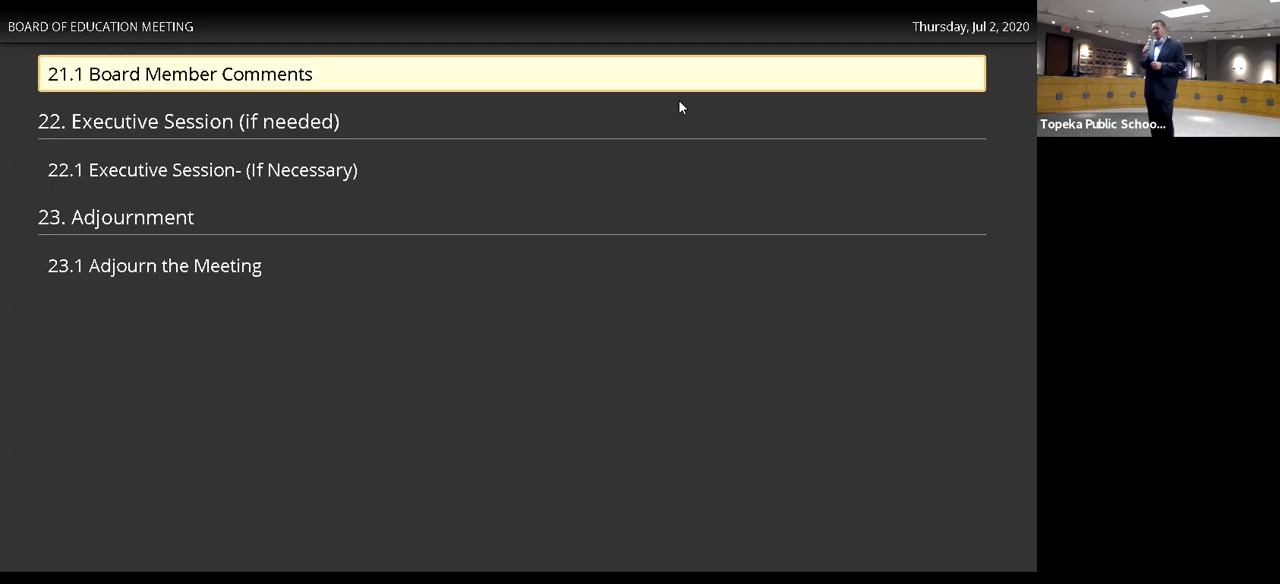 BOARD OF EDUCATION MEETING
Thursday, Jul 2, 2020
21.1 Board Member Comments
22. Executive Session (if needed)
22.1 Executive Session- (If Necessary)
23. Adjournment
23.1 Adjourn the Meeting
Topeka Public Schoo...